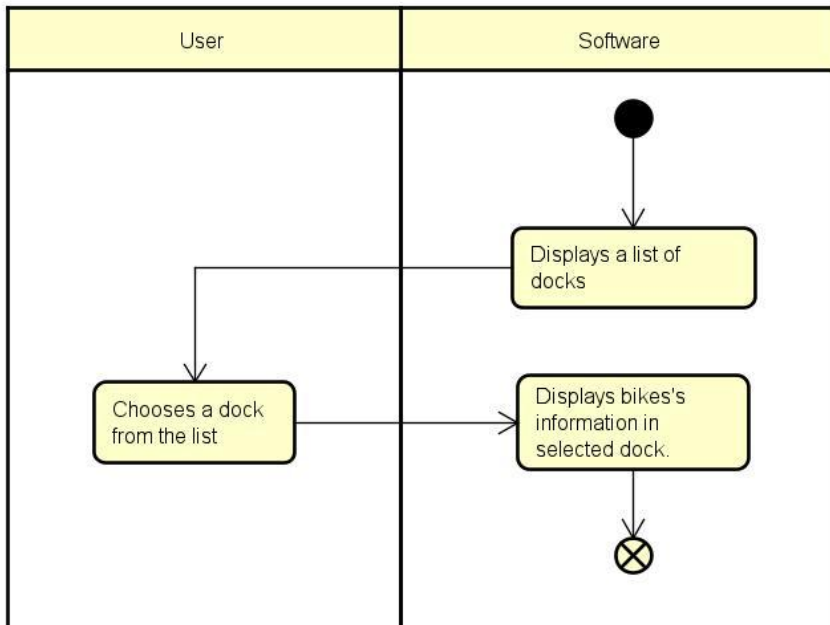 User
Software
Displays a list of
docks
Chooses a dock
from the list
Displays bikes's
information in
selected dock.